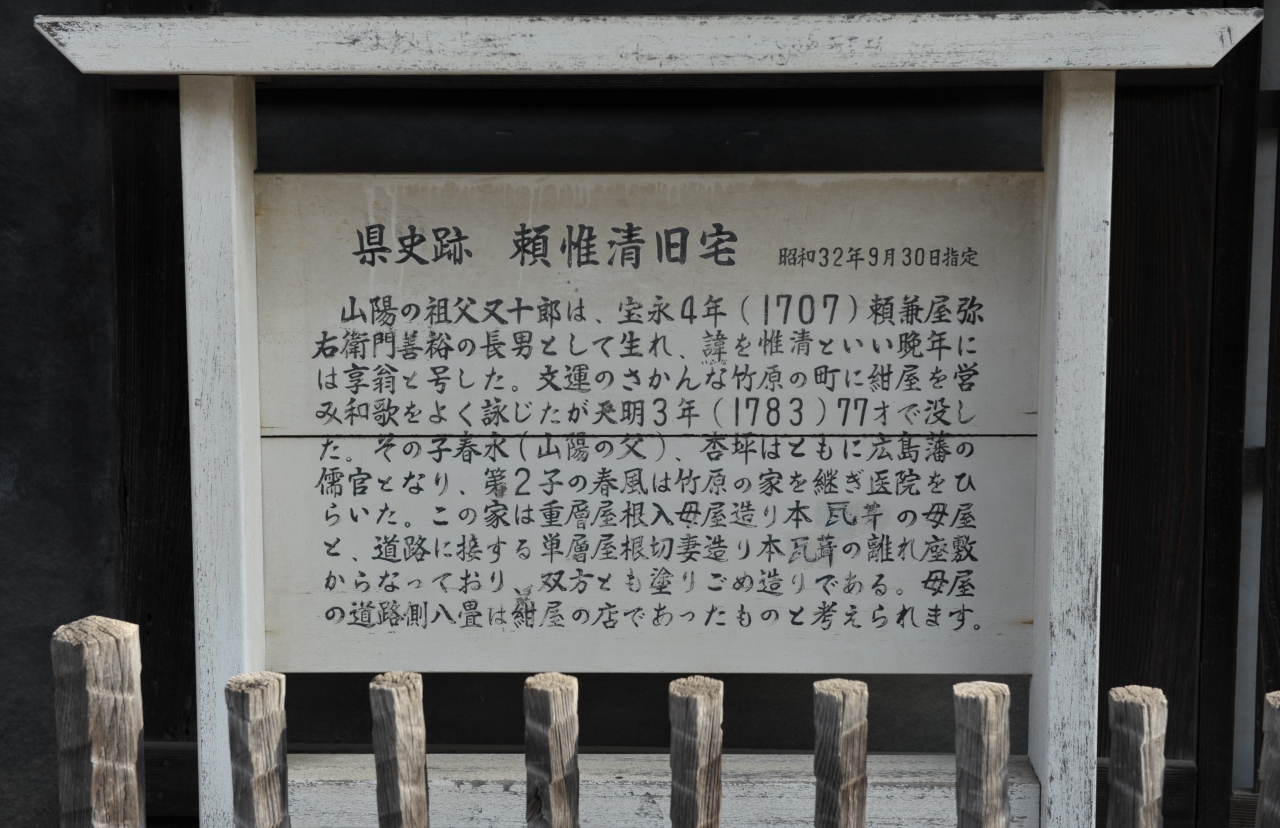 県史跡 頼惟清旧宅 昭和32年9月30日指定
山陽の祖父又十郎は、宝永4年(1707)頼兼屋弥
右衛門善裕の長男として生れ、諱を惟清といい晩年に
は享翁と号した。文運のさかんな竹原の町に紺屋を営
み和歌をよく詠じたが天明3年(1783)77才で没し
た。その子春水(山陽の父)、杏坪はともに広島藩の
儒官となり、第2子の春風は竹原の家を継ぎ医院をひ
らいた。この家は重層屋根入母屋造り本瓦葺の母屋
と、道路に接する単層屋根切妻造り本瓦葺の離れ座敷
からなっており、双方とも塗りごめ造りである。母屋
の道路側八畳は紺屋の店であったものと考えられます。